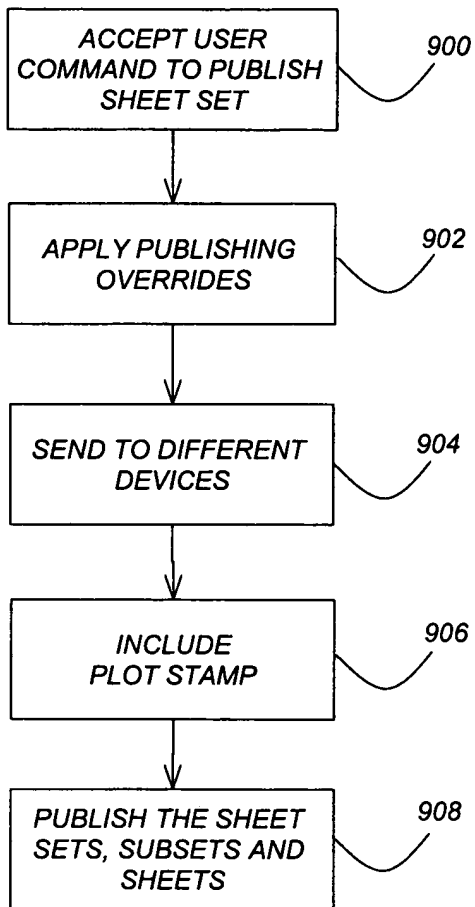 ACCEPT USER
COMMAND TO PUBLISH
SHEET SET
900
APPLY PUBLISHING
OVERRIDES
902
SEND TO DIFFERENT
DEVICES
904
INCLUDE
PLOT STAMP
906
PUBLISH THE SHEET
SETS, SUBSETS AND
SHEETS
908